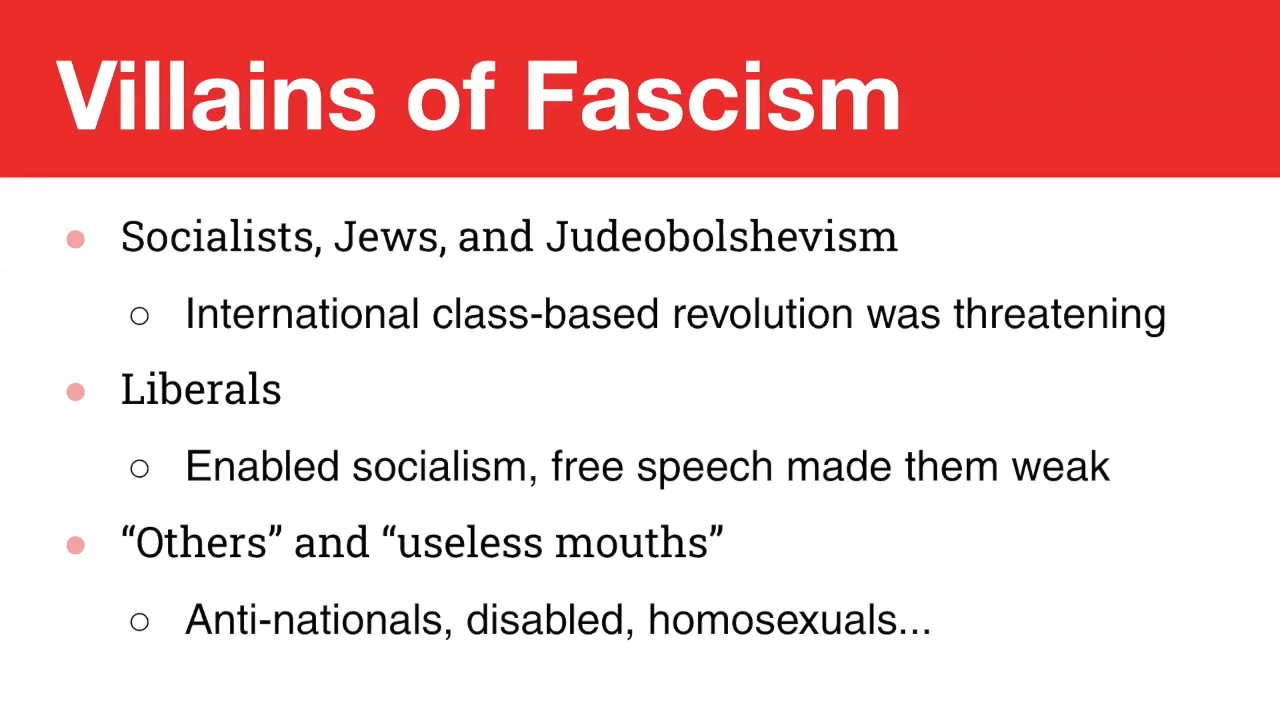 Villains of Fascism
● Socialists, Jews, and Judeobolshevism
○ International class-based revolution was threatening
● Liberals
○ Enabled socialism, free speech made them weak
● “Others” and “useless mouths”
○ Anti-nationals, disabled, homosexuals...